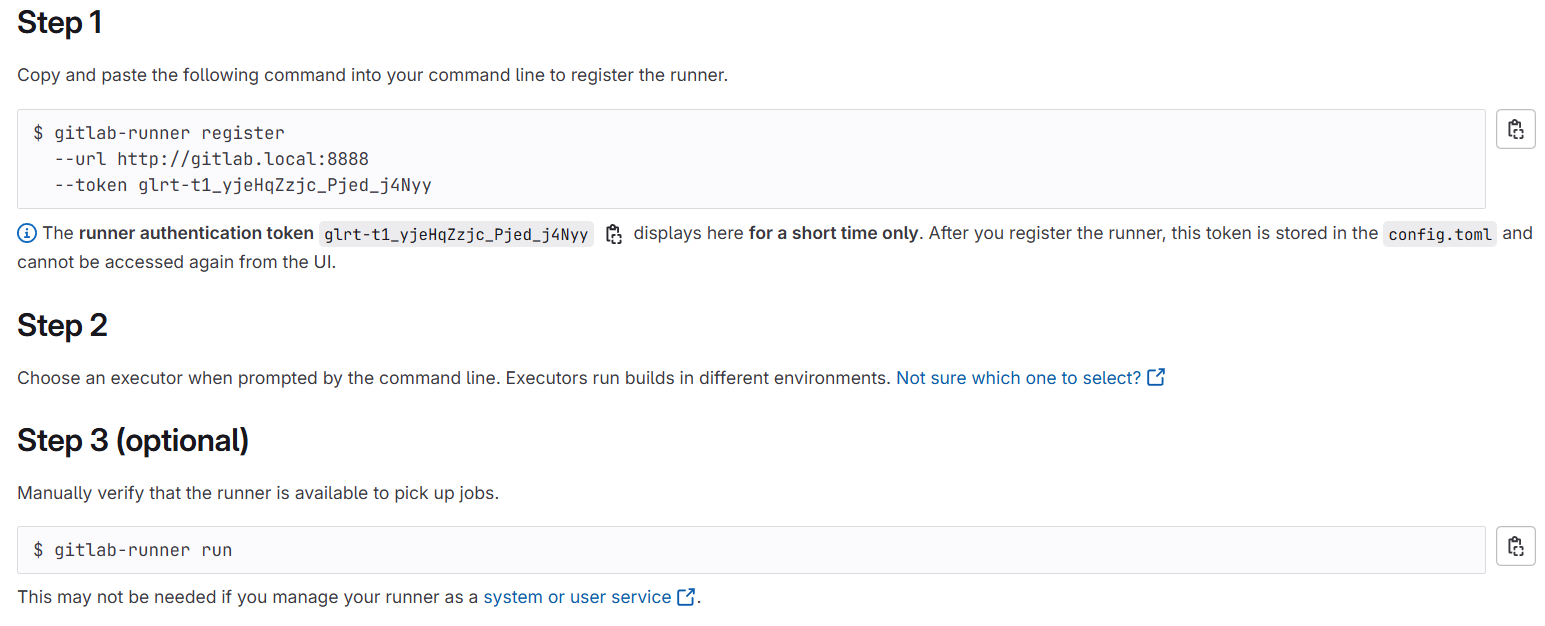 Step 1
Copy and paste the following command into your command line to register the runner.
$ gitlab-runner register
--url http://gitlab.local:8888
--token glrt-t1_yjeHqZzjc_Pjed_j4Nyy
The runner authentication token glrt-t1_yjeHqZzjc_Pjed_j4Nyy displays here for a short time only. After you register the runner, this token is stored in the config.toml and
cannot be accessed again from the UI.
Step 2
Choose an executor when prompted by the command line. Executors run builds in different environments. Not sure which one to select?
Step 3 (optional)
Manually verify that the runner is available to pick up jobs.
$ gitlab-runner run
This may not be needed if you manage your runner as a system or user service.